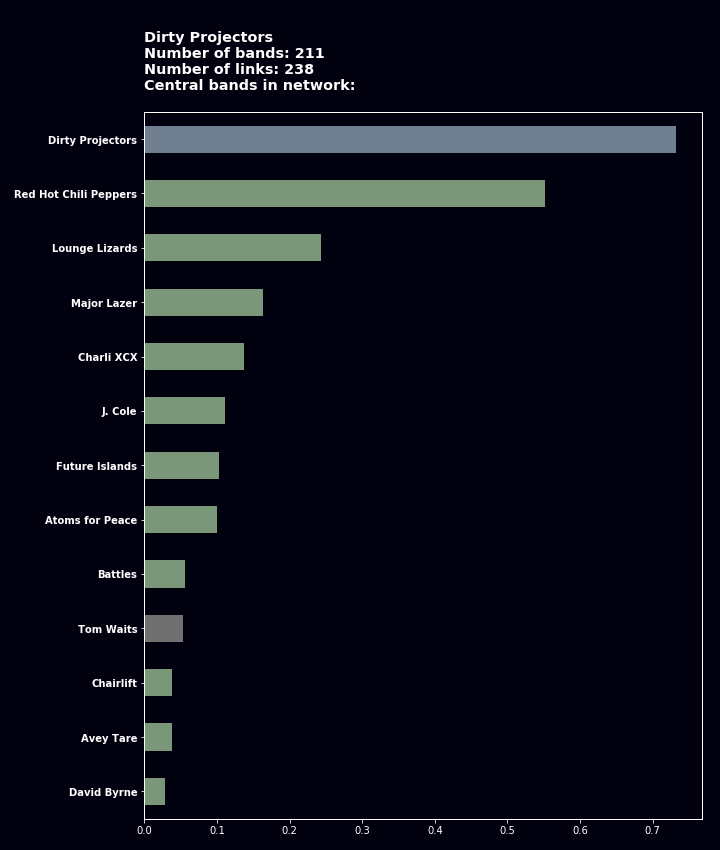 Dirty Projectors
Number of bands: 211
Number of links: 238
Central bands in network:
Dirty Projectors
Red Hot Chili Peppers
Lounge Lizards
Major Lazer
Charli XCX
J. Cole
Future Islands
Atoms for Peace
Battles
Tom Waits
Chairlift
Avey Tare
David Byrne
0.0 0.1 0.2 0.3 0.4 0.5 0.6 0.7